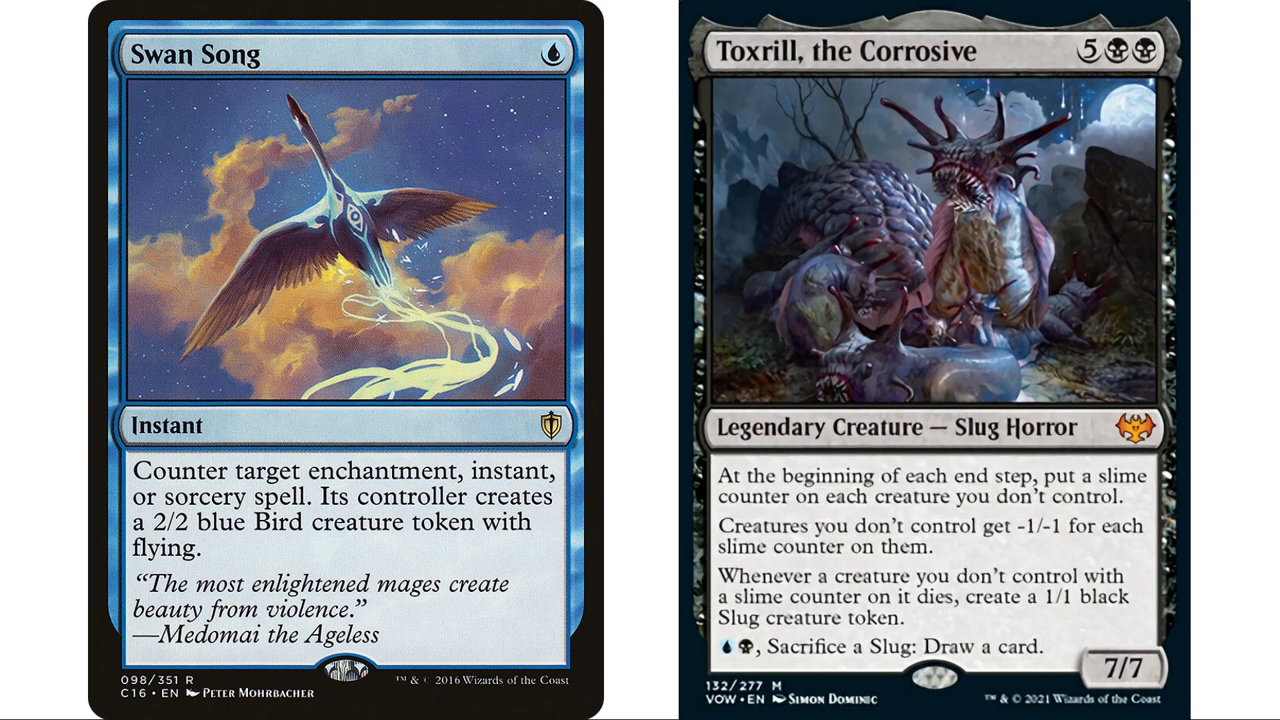 Swan Song
Instant
Counter target enchantment, instant,
or sorcery spell. Its controller creates
a 2/2 blue Bird creature token with
flying.
“The most enlightened mages create
beauty from violence.”
—Medomai the Ageless
098/351 R
C16 • EN Peter Mohrbacher
™ & © 2016 Wizards of the Coast
Toxrill, the Corrosive 5
Legendary Creature — Slug Horror
At the beginning of each end step, put a slime
counter on each creature you don’t control.
Creatures you don’t control get -1/-1 for each
slime counter on them.
Whenever a creature you don’t control with
a slime counter on it dies, create a 1/1 black
Slug creature token.
, Sacrifice a Slug: Draw a card.
7/7
132/277 M
VOW • EN Simon Dominic
™ & © 2021 Wizards of the Coast